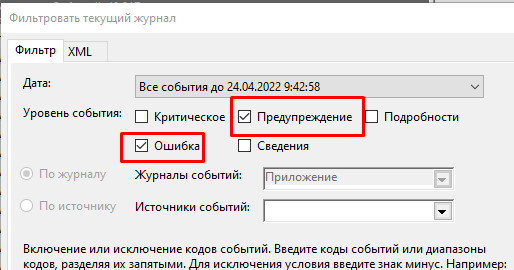 Фильтровать текущий журнал
Фильтр XML
Дата: Все события до 24.04.2022 9:42:58
Уровень события: Критическое Предупреждение Подробности
Ошибка Сведения
По журналу Журналы событий: Приложение
По источнику Источники событий:
Включение или исключение кодов событий. Введите коды событий или диапазоны
кодов, разделяя их запятыми. Для исключения условия введите знак минус. Например: